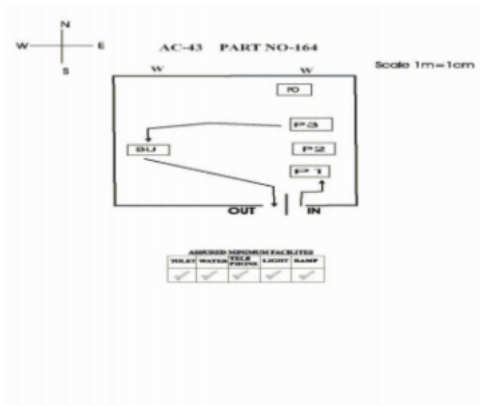 N
W E
S
AC-43 PART NO-164
Scale 1m=1cm
W W
PO
P3
BU
P2
P1
OUT IN
ASSURED MINIMUM FACILITES
TOILET WATER TELE PHONE LIGHT RAMP